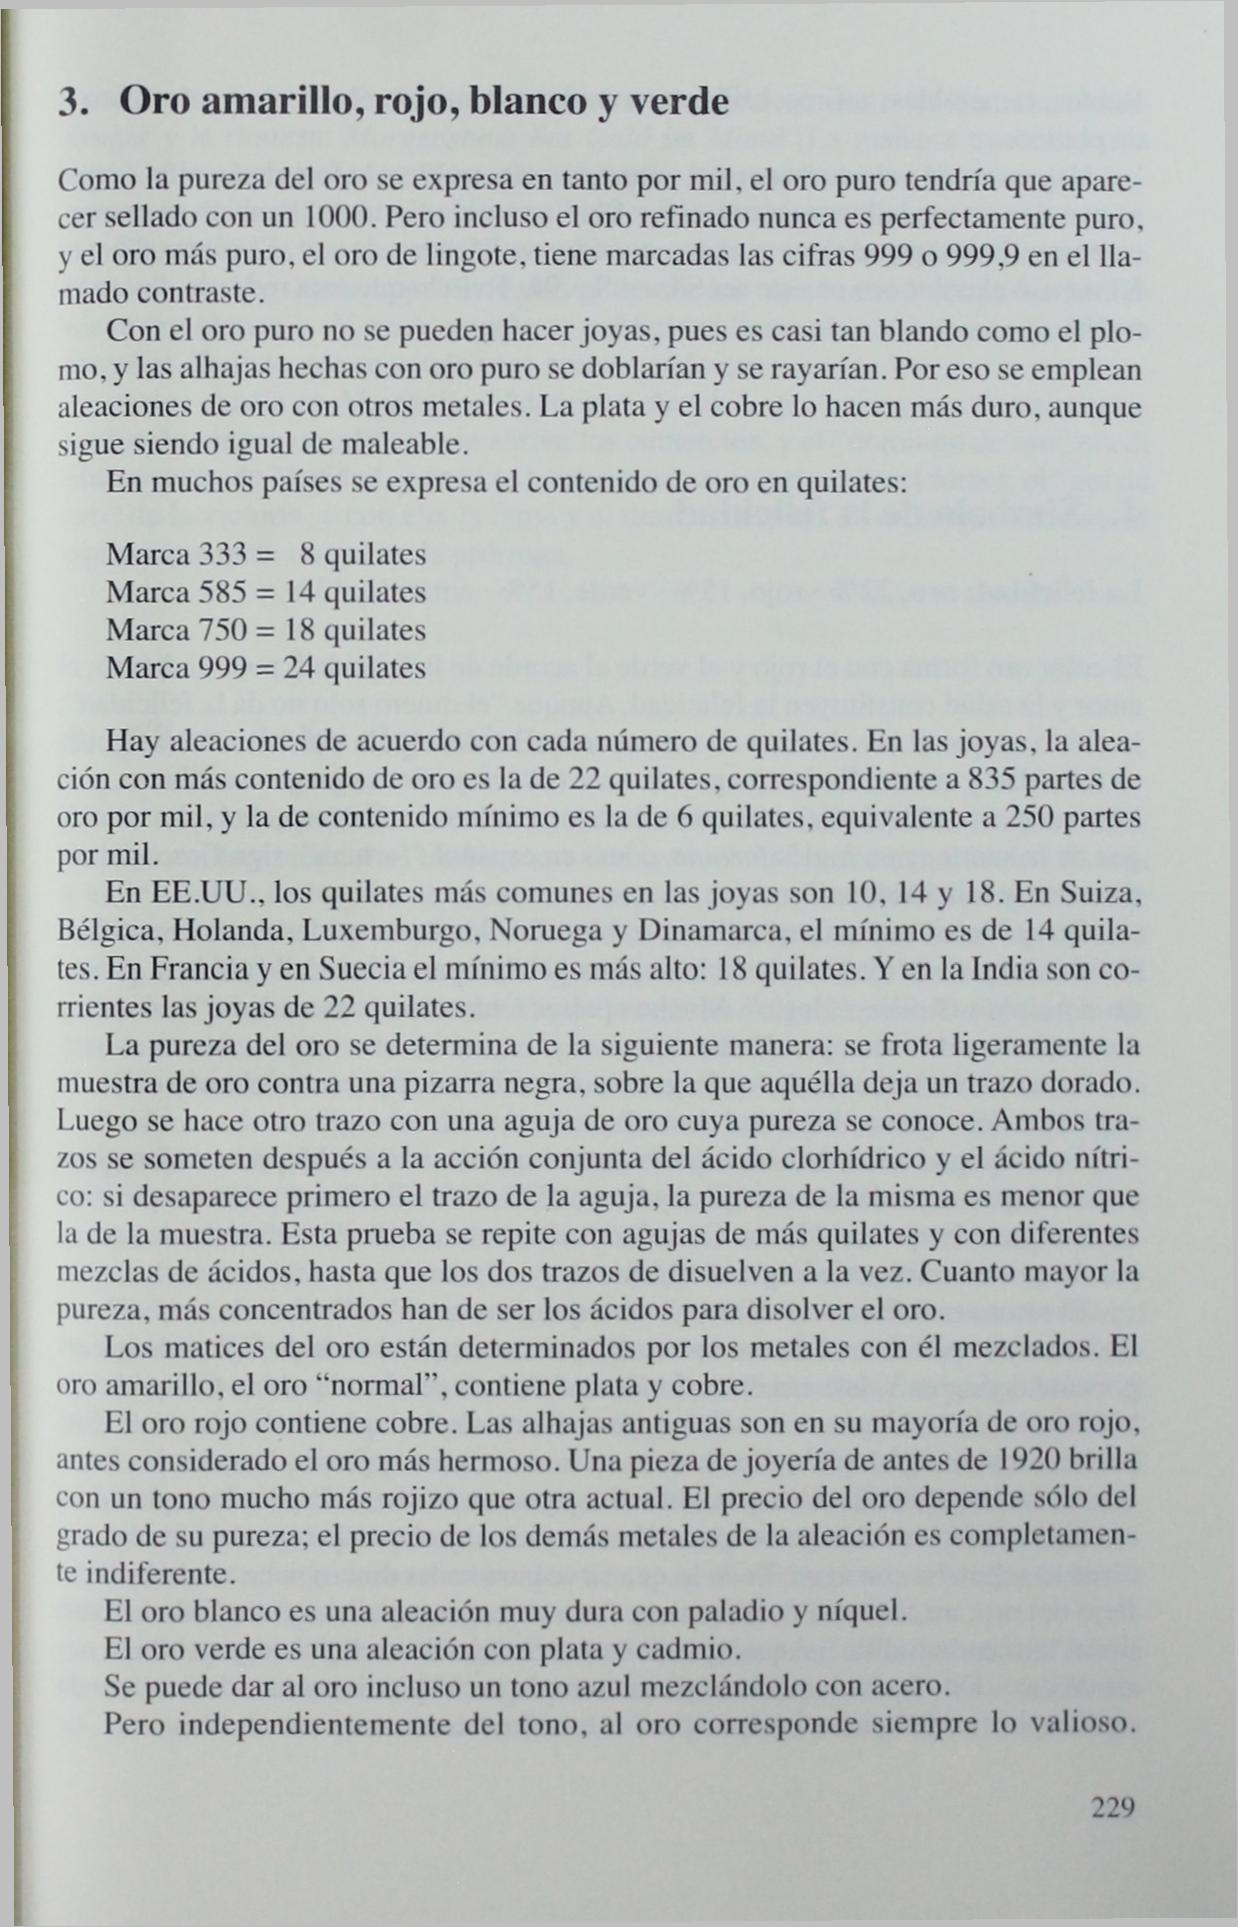 3. Oro amarillo, rojo, blanco y verde
Como la pureza del oro se expresa en tanto por mil, el oro puro tendría que apare-
cer sellado con un 1000. Pero incluso el oro refinado nunca es perfectamente puro,
y el oro más puro, el oro de lingote, tiene marcadas las cifras 999 o 999,9 en el lla-
mado contraste.
Con el oro puro no se pueden hacer joyas, pues es casi tan blando como el plo-
mo, y las alhajas hechas con oro puro se doblarían y se rayarían. Por eso se emplean
aleaciones de oro con otros metales. La plata y el cobre lo hacen más duro, aunque
sigue siendo igual de maleable.
En muchos países se expresa el contenido de oro en quilates:
Marca 333 = 8 quilates
Marca 585 = 14 quilates
Marca 750 = 18 quilates
Marca 999 = 24 quilates
Hay aleaciones de acuerdo con cada número de quilates. En las joyas, la alea-
ción con más contenido de oro es la de 22 quilates, correspondiente a 835 partes de
oro por mil, y la de contenido mínimo es la de 6 quilates, equivalente a 250 partes
por mil.
En EE.UU., los quilates más comunes en las joyas son 10, 14 y 18. En Suiza,
Bélgica, Holanda, Luxemburgo, Noruega y Dinamarca, el mínimo es de 14 quila-
tes. En Francia y en Suecia el mínimo es más alto: 18 quilates. Y en la India son co-
rrientes las joyas de 22 quilates.
La pureza del oro se determina de la siguiente manera: se frota ligeramente la
muestra de oro contra una pizarra negra, sobre la que aquélla deja un trazo dorado.
Luego se hace otro trazo con una aguja de oro cuya pureza se conoce. Ambos tra-
zos se someten después a la acción conjunta del ácido clorhídrico y el ácido nítri-
co: si desaparece primero el trazo de la aguja, la pureza de la misma es menor que
la de la muestra. Esta prueba se repite con agujas de más quilates y con diferentes
mezclas de ácidos, hasta que los dos trazos de disuelven a la vez. Cuanto mayor la
pureza, más concentrados han de ser los ácidos para disolver el oro.
Los matices del oro están determinados por los metales con él mezclados. El
oro amarillo, el oro “normal”, contiene plata y cobre.
El oro rojo contiene cobre. Las alhajas antiguas son en su mayoría de oro rojo,
antes considerado el oro más hermoso. Una pieza de joyería de antes de 1920 brilla
con un tono mucho más rojizo que otra actual. El precio del oro depende sólo del
grado de su pureza; el precio de los demás metales de la aleación es completamen-
te indiferente.
El oro blanco es una aleación muy dura con paladio y níquel.
El oro verde es una aleación con plata y cadmio.
Se puede dar al oro incluso un tono azul mezclándolo con acero.
Pero independientemente del tono, al oro corresponde siempre lo valioso.
229